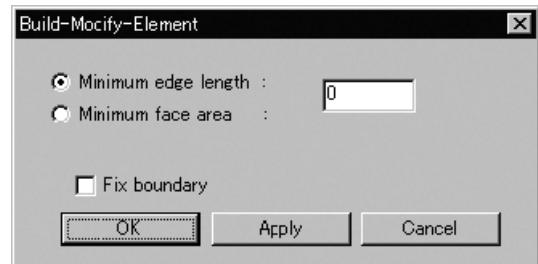 Build-Mocify-Element
Minimum edge length :
0
Minimum face area :
Fix boundary
OK Apply Cancel